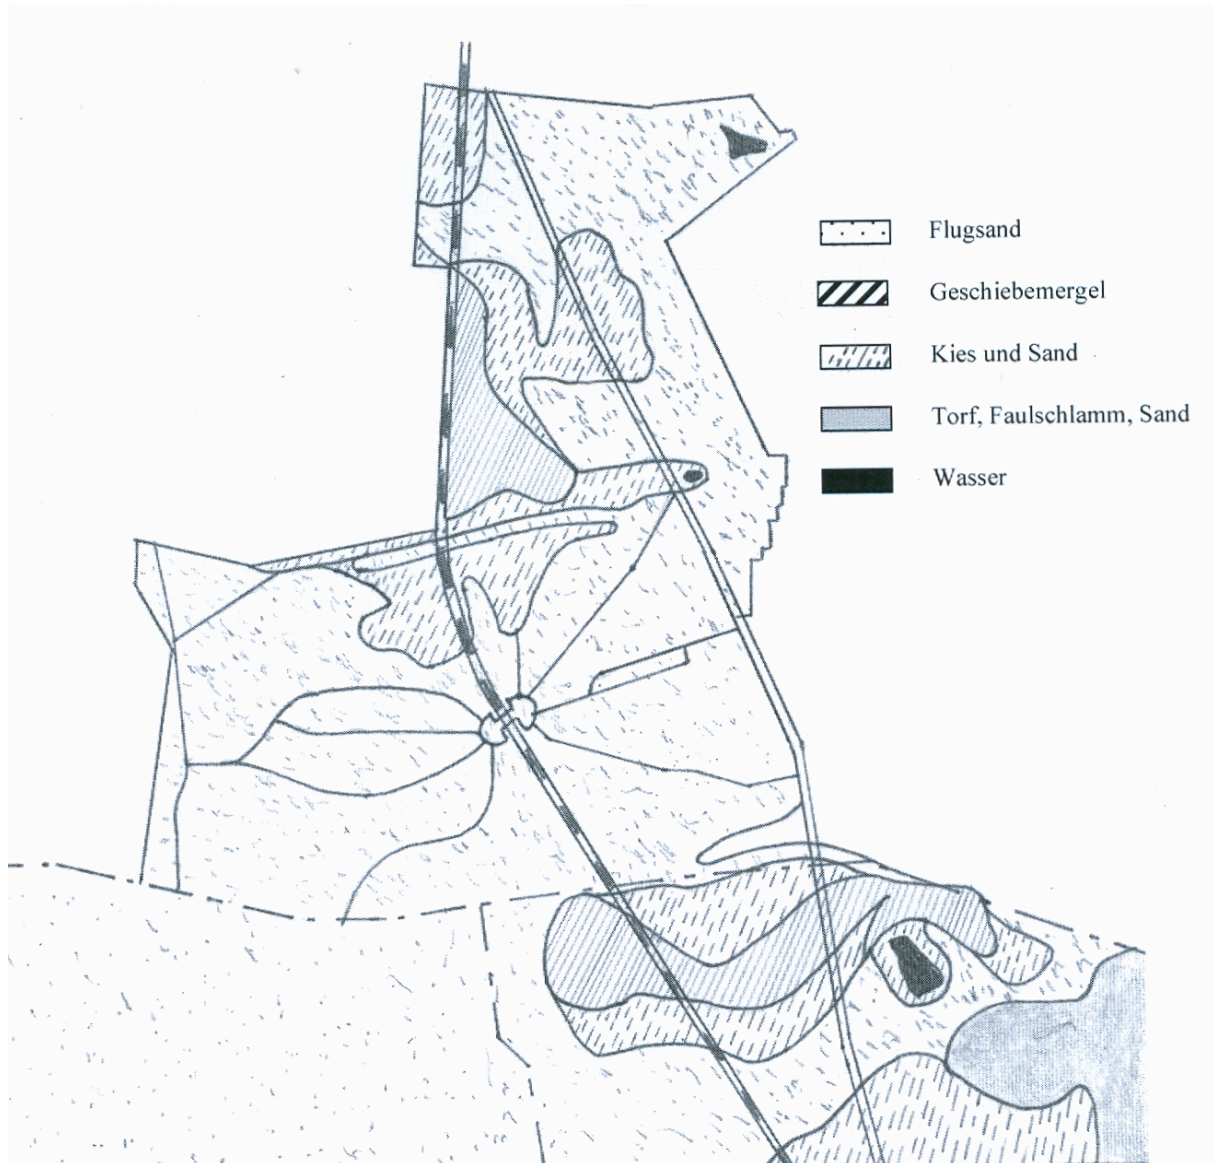 Flugsand
Geschiebemergel
Kies und Sand
Torf, Faulschlamm, Sand
Wasser